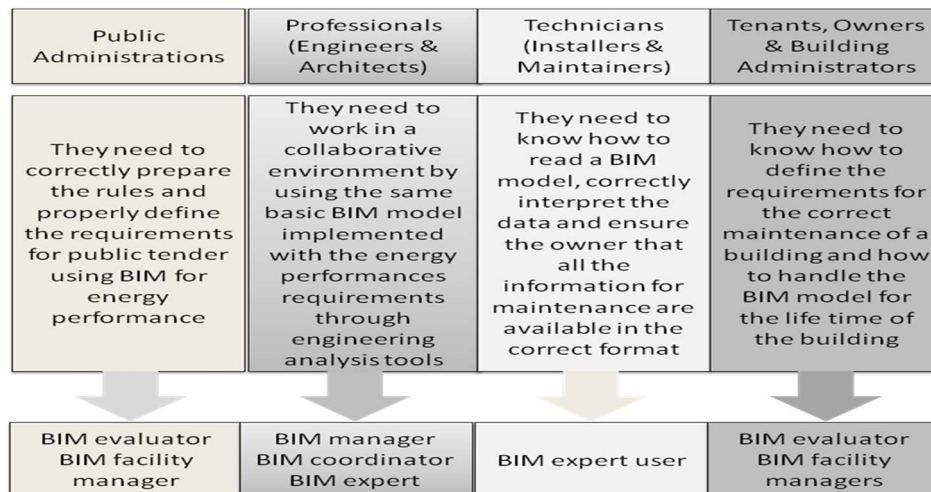 Public
Administrations
Professionals
(Engineers &
Architects)
Technicians
(Installers &
Maintainers)
Tenants, Owners
& Building
Administrators
They need to
correctly prepare
the rules and
properly define
the requirements
for public tender
using BIM for
energy
performance
They need to
work in a
collaborative
environment by
using the same
basic BIM model
implemented
with the energy
performances
requirements
through
engineering
analysis tools
They need to
know how to
read a BIM
model, correctly
interpret the
data and ensure
the owner that
all the
information for
maintenance are
available in the
correct format
They need to
know how to
define the
requirements for
the correct
maintenance of a
building and how
to handle the
BIM model for
the life time of
the building
BIM evaluator
BIM facility
manager
BIM manager
BIM coordinator
BIM expert
BIM expert user
BIM evaluator
BIM facility
managers